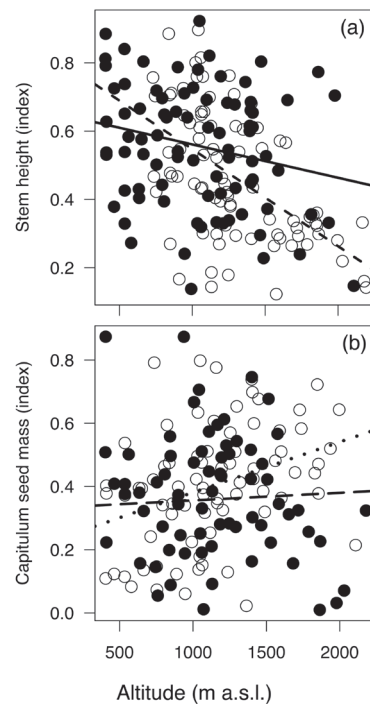 (a)
Stem height (index)
0.8
0.6
0.4
0.2
(b)
Capitulum seed mass (index)
0.8
0.6
0.4
0.2
0.0
500 1000 1500 2000
Altitude (m a.s.l.)